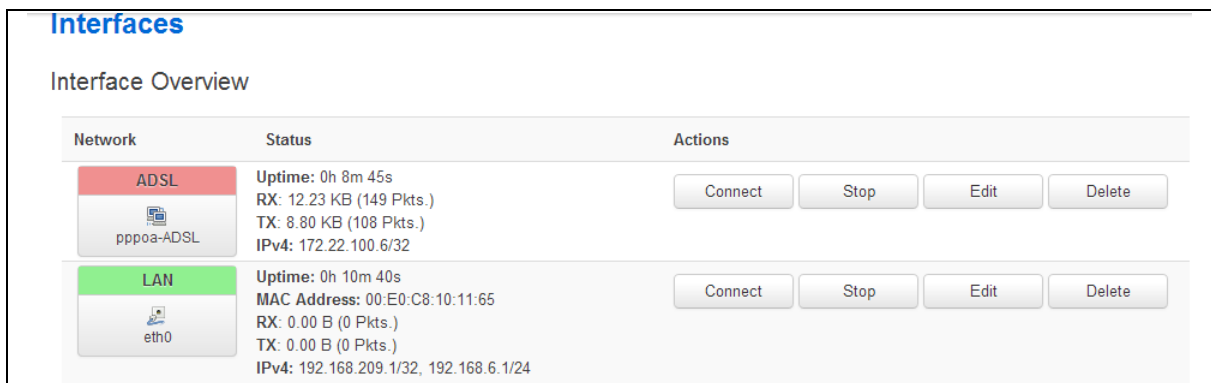 Interfaces
Interface Overview
Network Status Actions
ADSL
pppoa-ADSL
Uptime: 0h 8m 45s
RX: 12.23 KB (149 Pkts.)
TX: 8.80 KB (108 Pkts.)
IPv4: 172.22.100.6/32
Connect Stop Edit Delete
LAN
eth0
Uptime: 0h 10m 40s
MAC Address: 00:E0:C8:10:11:65
RX: 0.00 B (0 Pkts.)
TX: 0.00 B (0 Pkts.)
IPv4: 192.168.209.1/32, 192.168.6.1/24
Connect Stop Edit Delete